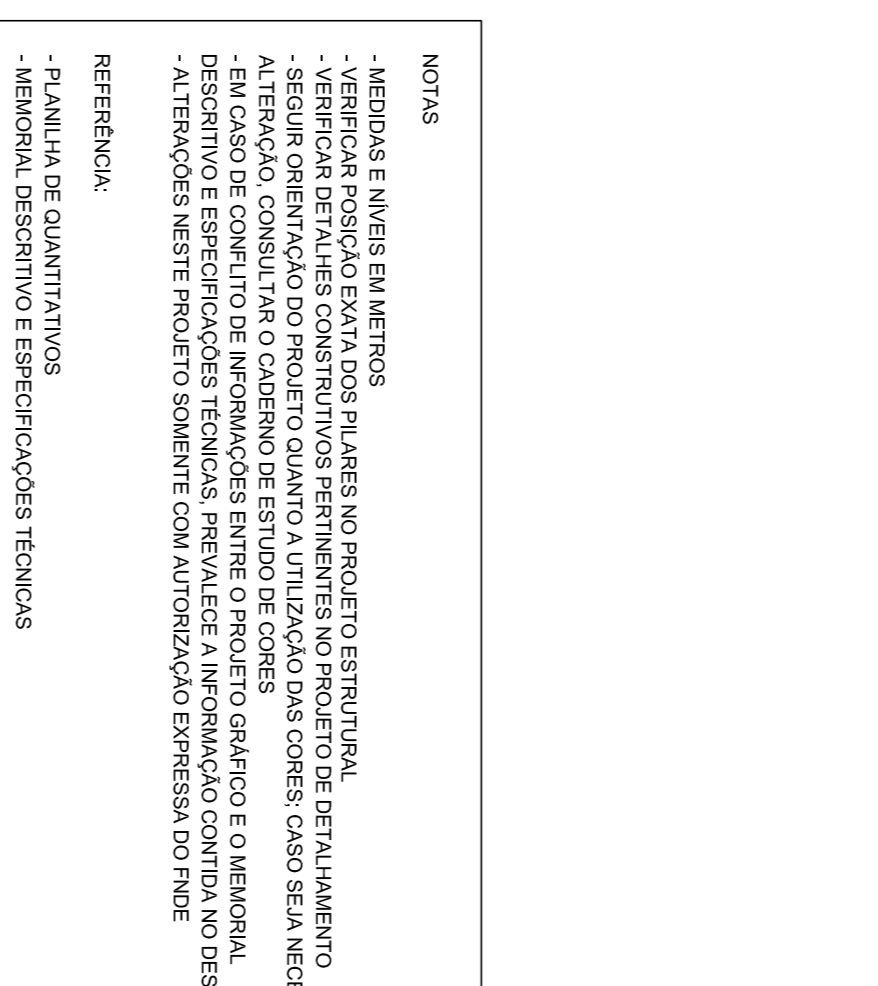 NOTAS
- MEDIDAS E NÍVEIS EM METROS
- VERIFICAR POSIÇÃO EXATA DOS PILARES NO PROJETO ESTRUTURAL
- VERIFICAR DETALHES CONSTRUTIVOS PERTINENTES NO PROJETO DE DETALHAMENTO
- SEGUIR ORIENTAÇÃO DO PROJETO QUANTO A UTILIZAÇÃO DAS CORES; CASO SEJA
ALTERAÇÃO, CONSULTAR O CADERNO DE ESTUDO DE CORES
- EM CASO DE CONFLITO DE INFORMAÇÕES ENTRE O PROJETO GRÁFICO E O MEMORIAL
DESCRITIVO E ESPECIFICAÇÕES TÉCNICAS, PREVALECE A INFORMAÇÃO CONTIDA NO
- ALTERAÇÕES NESTE PROJETO SOMENTE COM AUTORIZAÇÃO EXPRESSA DO FNDE
REFERÊNCIA:
- PLANILHA DE QUANTITATIVOS
- MEMORIAL DESCRITIVO E ESPECIFICAÇÕES TÉCNICAS